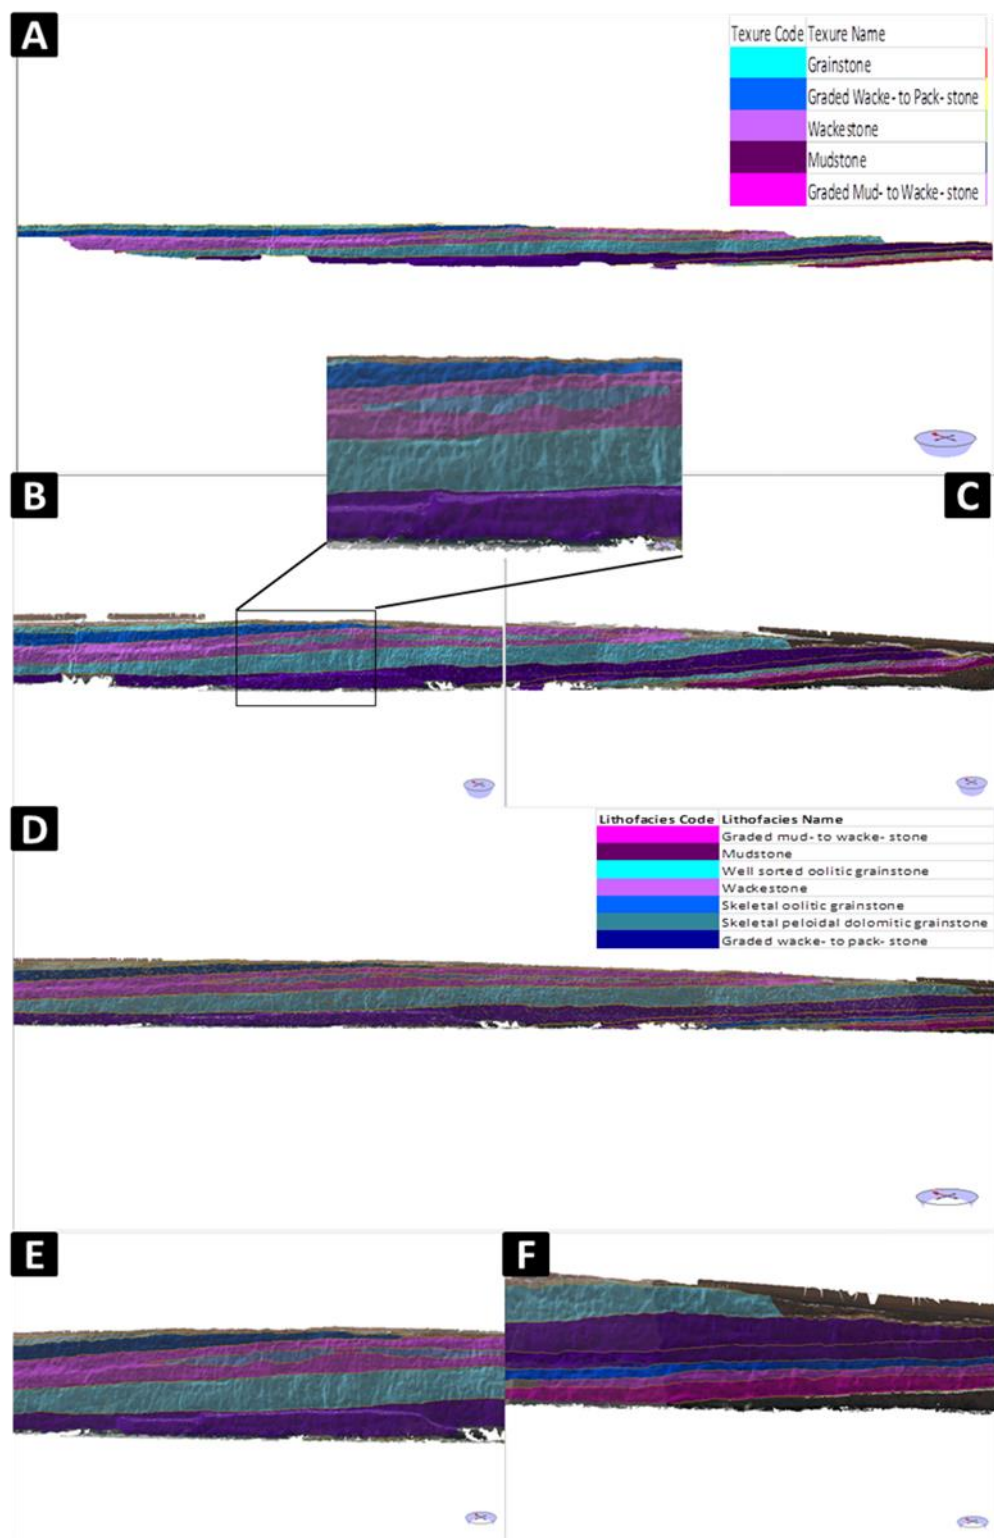 A
Texure Code Texure Name
Grainstone
Graded Wacke- to Pack- stone
Wackestone
Mudstone
Graded Mud- to Wacke- stone
B
C
D
Lithofacies Code Lithofacies Name
Graded mud- to wacke- stone
Mudstone
Well sorted oolitic grainstone
Wackestone
Skeletal oolitic grainstone
Skeletal peloidal dolomitic grainstone
Graded wacke- to pack- stone
E
F